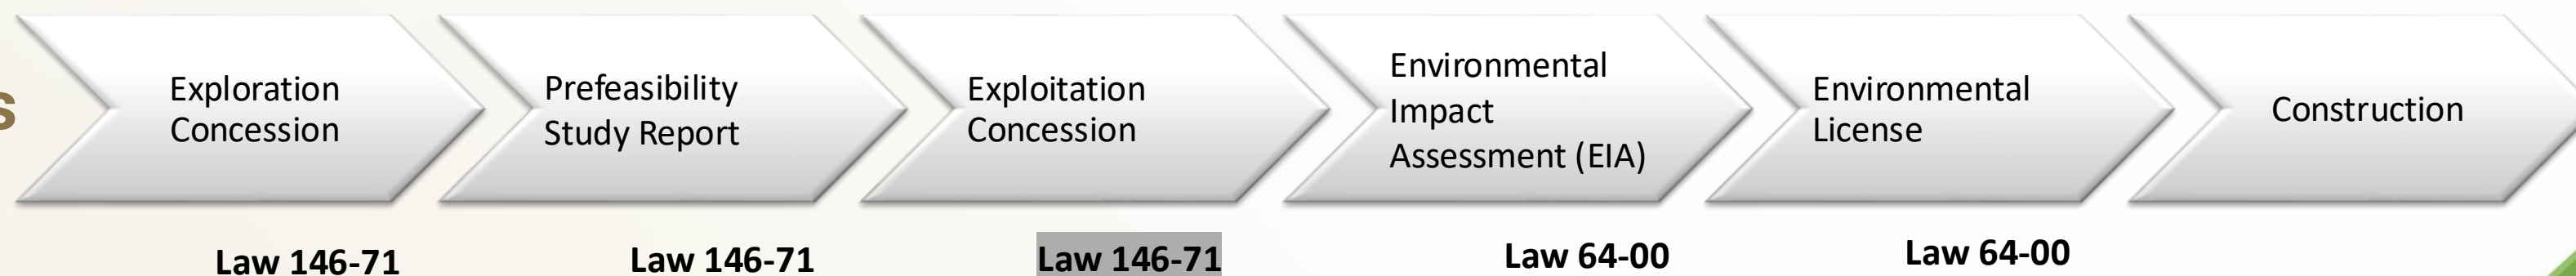 s
Exploration
Concession
Prefeasibility
Study Report
Exploitation
Concession
Environmental
Impact
Assessment (EIA)
Environmental
License
Construction
Law 146-71
Law 146-71
Law 146-71
Law 64-00
Law 64-00